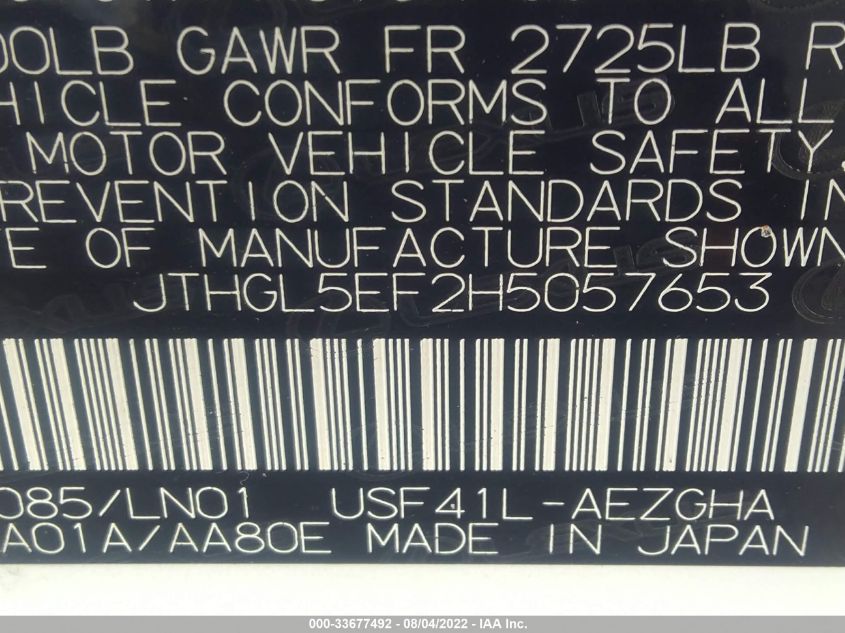 00LB GAWR FR 2725LB R
HICLE CONFORMS TO ALL
MOTOR VEHICLE SAFETY,
REVENTION STANDARDS IN
TE OF MANUFACTURE SHOWN
JTHGL5EF2H5057653
085/LN01 USF41L-AEZGHA
A01A/AA80E MADE IN JAPAN
000-33677492 - 08/04/2022 - IAA Inc.